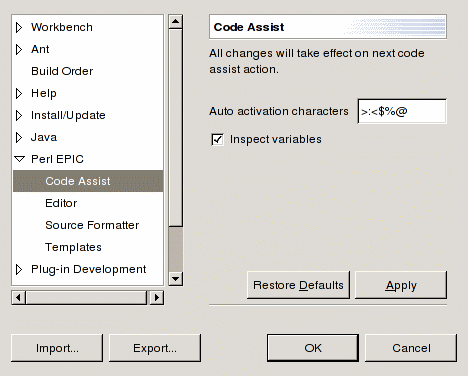 Workbench
Ant
Build Order
Help
Install/Update
Java
Perl EPIC
Code Assist
Editor
Source Formatter
Templates
Plug-in Development
Code Assist
All changes will take effect on next code
assist action.
Auto activation characters >:<$%@
Inspect variables
Restore Defaults Apply
Import... Export... OK Cancel